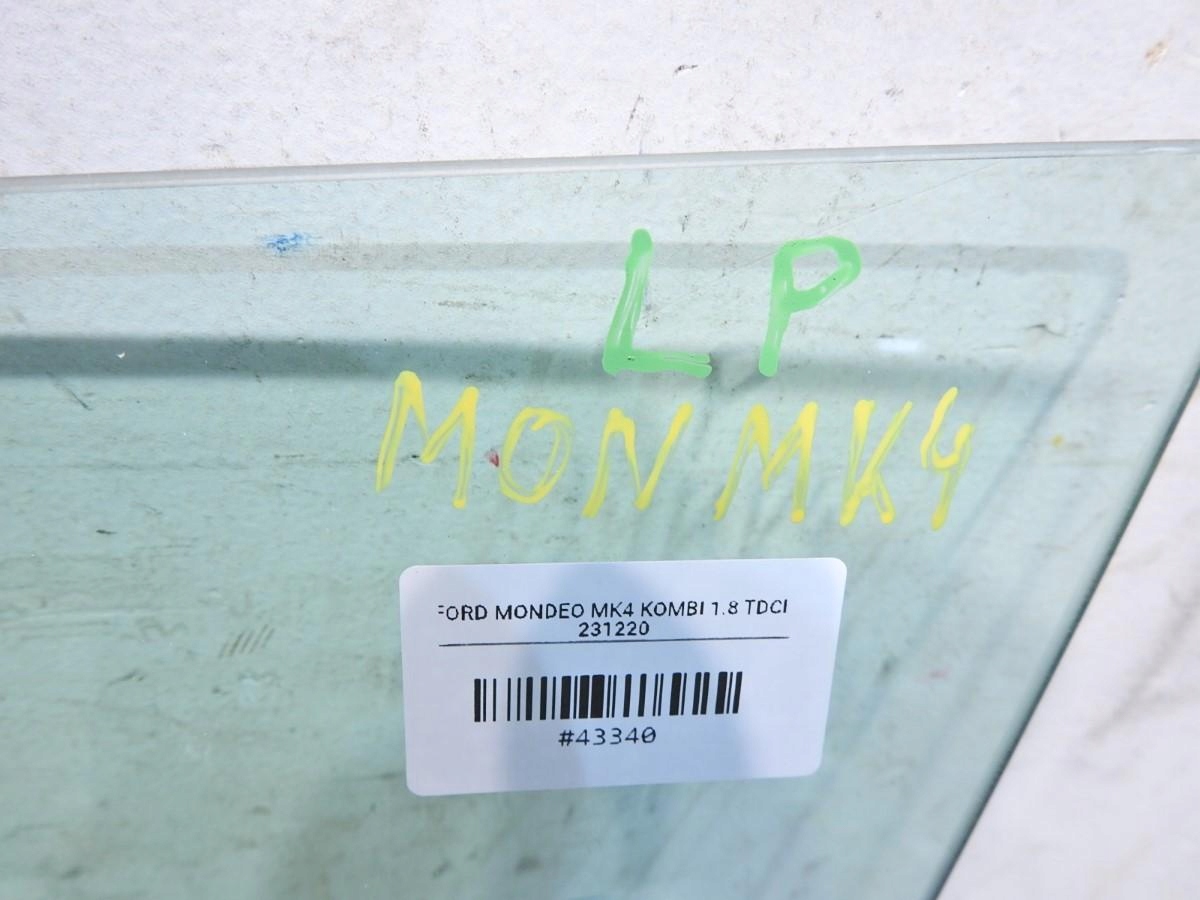 LP
MON MK4
FORD MONDEO MK4 KOMBI 1.8 TDCI
231220
#43340